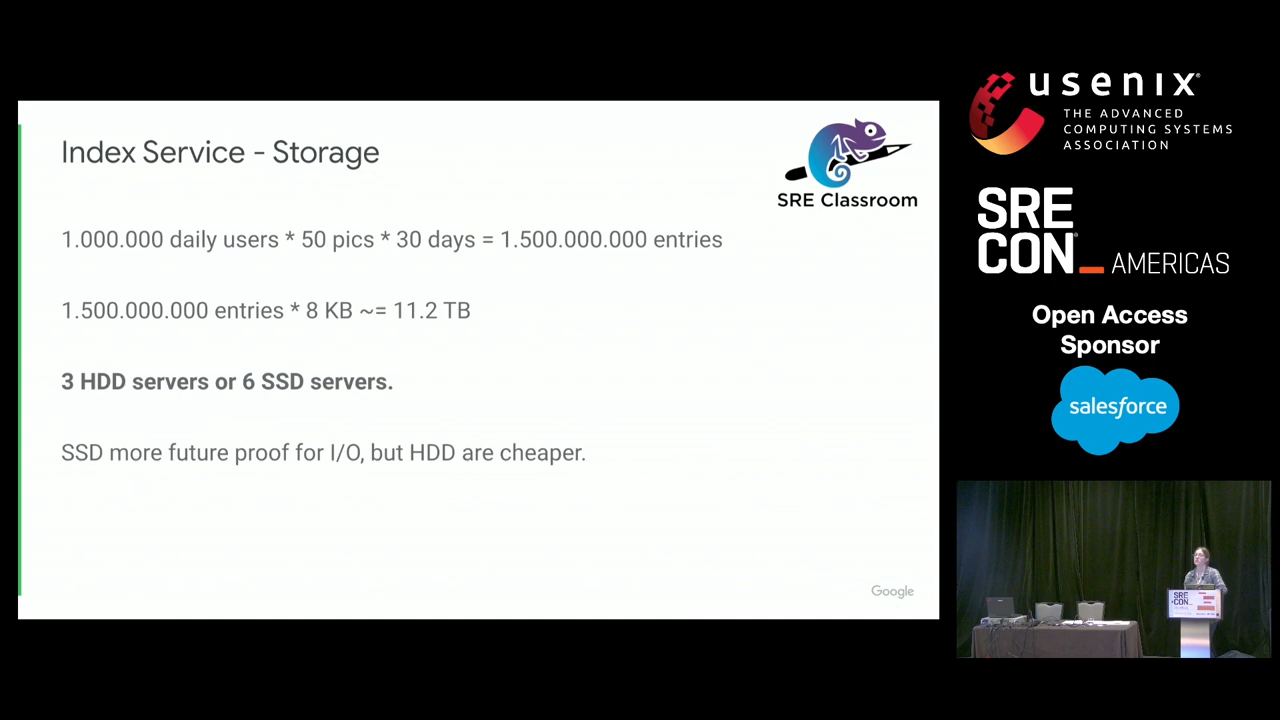 Index Service - Storage
SRE Classroom
1.000.000 daily users * 50 pics * 30 days = 1.500.000.000 entries
1.500.000.000 entries * 8 KB ~= 11.2 TB
3 HDD servers or 6 SSD servers.
SSD more future proof for I/O, but HDD are cheaper.
Google
usenix
THE ADVANCED
COMPUTING SYSTEMS
ASSOCIATION
SRE
CON AMERICAS
Open Access
Sponsor
salesforce
SRE
CON